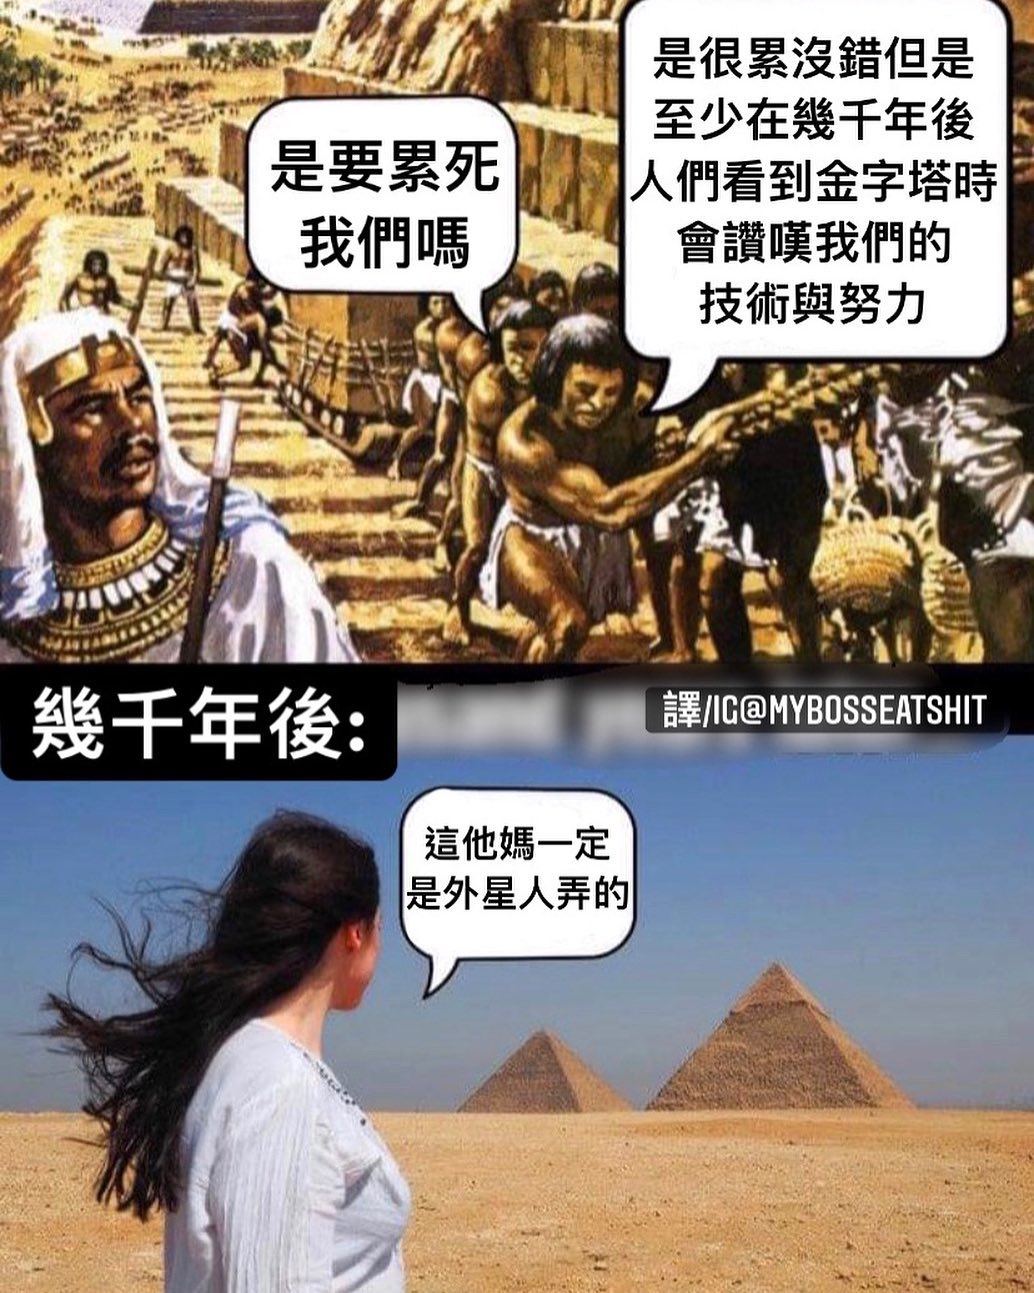 是要累死
我們嗎
是很累沒錯但是
至少在幾千年後
人們看到金字塔時
會讚嘆我們的
技術與努力
幾千年後:
譯/IG@MYBOSSEATSHIT
這他媽一定
是外星人弄的